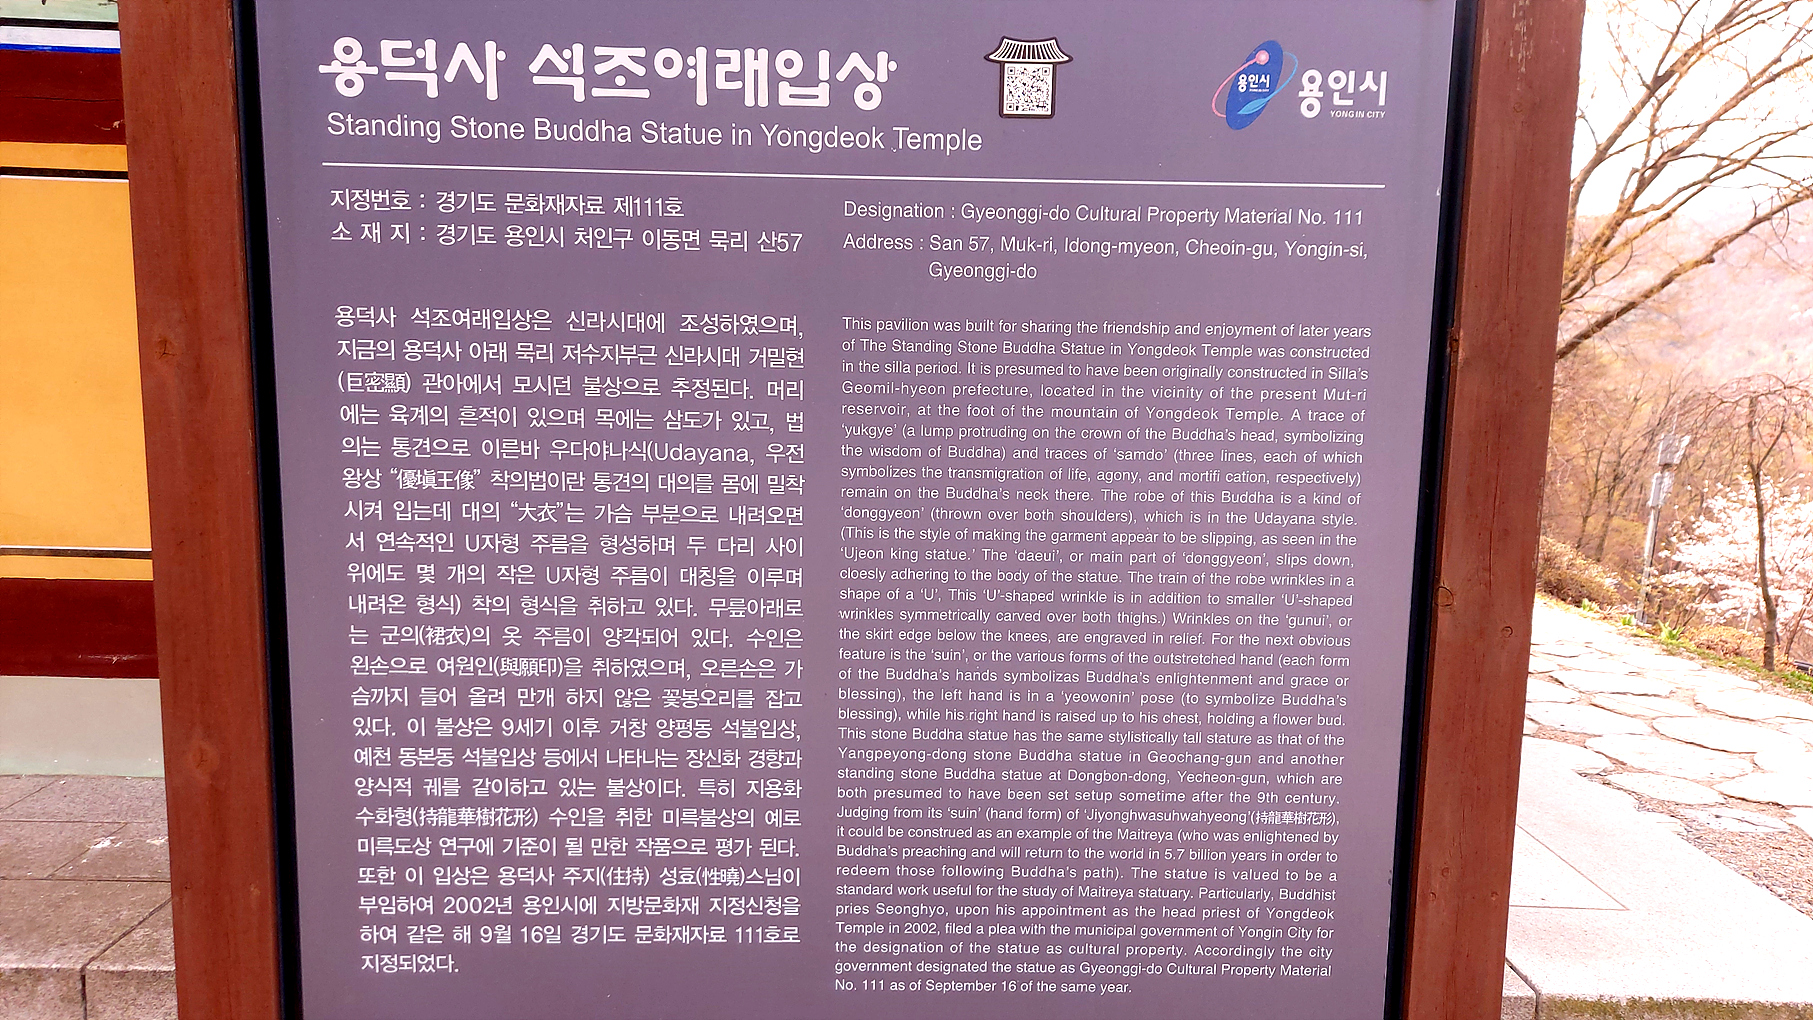 용덕사 석조여래입상
Standing Stone Buddha Statue in Yongdeok Temple
용인시
용인시
YONG IN CITY
지정번호 : 경기도 문화재자료 제111호
소 재 지 : 경기도 용인시 처인구 이동면 묵리 산57
Designation : Gyeonggi-do Cultural Property Material No. 111
Address : San 57, Muk-ri, Idong-myeon, Cheoin-gu, Yongin-si,
Gyeonggi-do
용덕사 석조여래입상은 신라시대에 조성하였으며,
지금의 용덕사 아래 묵리 저수지부근 신라시대 거밀현
(巨密顯) 관아에서 모시던 불상으로 추정된다. 머리
에는 육계의 흔적이 있으며 목에는 삼도가 있고, 법
의는 통견으로 이른바 우다야나식(Udayana, 우전
왕상 “優塡王像” 착의법이란 통견의 대의를 몸에 밀착
시켜 입는데 대의 “大衣”는 가슴 부분으로 내려오면
서 연속적인 U자형 주름을 형성하며 두 다리 사이
위에도 몇 개의 작은 U자형 주름이 대칭을 이루며
내려온 형식) 착의 형식을 취하고 있다. 무릎아래로
는 군의(裙衣)의 옷 주름이 양각되어 있다. 수인은
왼손으로 여원인(與願印)을 취하였으며, 오른손은 가
슴까지 들어 올려 만개 하지 않은 꽃봉오리를 잡고
있다. 이 불상은 9세기 이후 거창 양평동 석불입상,
예천 동본동 석불입상 등에서 나타나는 장신화 경향과
양식적 궤를 같이하고 있는 불상이다. 특히 지용화
수화형(持龍華樹花形) 수인을 취한 미륵불상의 예로
미륵도상 연구에 기준이 될 만한 작품으로 평가 된다.
또한 이 입상은 용덕사 주지(住持) 성효(性曉)스님이
부임하여 2002년 용인시에 지방문화재 지정신청을
하여 같은 해 9월 16일 경기도 문화재자료 111호로
지정되었다.
This pavilion was built for sharing the friendship and enjoyment of later years
of The Standing Stone Buddha Statue in Yongdeok Temple was constructed
in the silla period. It is presumed to have been originally constructed in Silla's
Geomil-hyeon prefecture, located in the vicinity of the present Mut-ri
reservoir, at the foot of the mountain of Yongdeok Temple. A trace of
'yukgye' (a lump protruding on the crown of the Buddha's head, symbolizing
the wisdom of Buddha) and traces of 'samdo' (three lines, each of which
symbolizes the transmigration of life, agony, and mortifi cation, respectively)
remain on the Buddha's neck there. The robe of this Buddha is a kind of
'donggyeon' (thrown over both shoulders), which is in the Udayana style.
(This is the style of making the garment appear to be slipping, as seen in the
'Ujeon king statue.' The 'daeui', or main part of 'donggyeon', slips down,
cloesly adhering to the body of the statue. The train of the robe wrinkles in a
shape of a 'U', This 'U'-shaped wrinkle is in addition to smaller 'U'-shaped
wrinkles symmetrically carved over both thighs.) Wrinkles on the 'gunui', or
the skirt edge below the knees, are engraved in relief. For the next obvious
feature is the 'suin', or the various forms of the outstretched hand (each form
of the Buddha's hands symbolizas Buddha's enlightenment and grace or
blessing), the left hand is in a 'yeowonin' pose (to symbolize Buddha's
blessing), while his right hand is raised up to his chest, holding a flower bud.
This stone Buddha statue has the same stylistically tall stature as that of the
Yangpeyong-dong stone Buddha statue in Geochang-gun and another
standing stone Buddha statue at Dongbon-dong, Yecheon-gun, which are
both presumed to have been set setup sometime after the 9th century.
Judging from its 'suin' (hand form) of 'Jiyonghwasuhwahyeong'(持龍華樹花形),
it could be construed as an example of the Maitreya (who was enlightened by
Buddha's preaching and will return to the world in 5.7 billion years in order to
redeem those following Buddha's path). The statue is valued to be a
standard work useful for the study of Maitreya statuary. Particularly, Buddhist
pries Seonghyo, upon his appointment as the head priest of Yongdeok
Temple in 2002, filed a plea with the municipal government of Yongin City for
the designation of the statue as cultural property. Accordingly the city
government designated the statue as Gyeonggi-do Cultural Property Material
No. 111 as of September 16 of the same year.